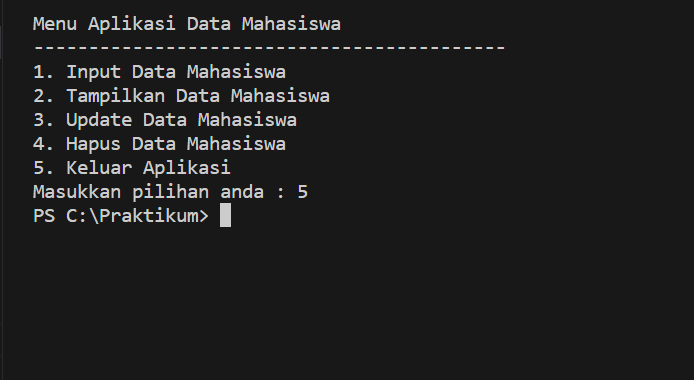 Menu Aplikasi Data Mahasiswa
-------------------------------------------
1. Input Data Mahasiswa
2. Tampilkan Data Mahasiswa
3. Update Data Mahasiswa
4. Hapus Data Mahasiswa
5. Keluar Aplikasi
Masukkan pilihan anda : 5
PS C:\Praktikum>